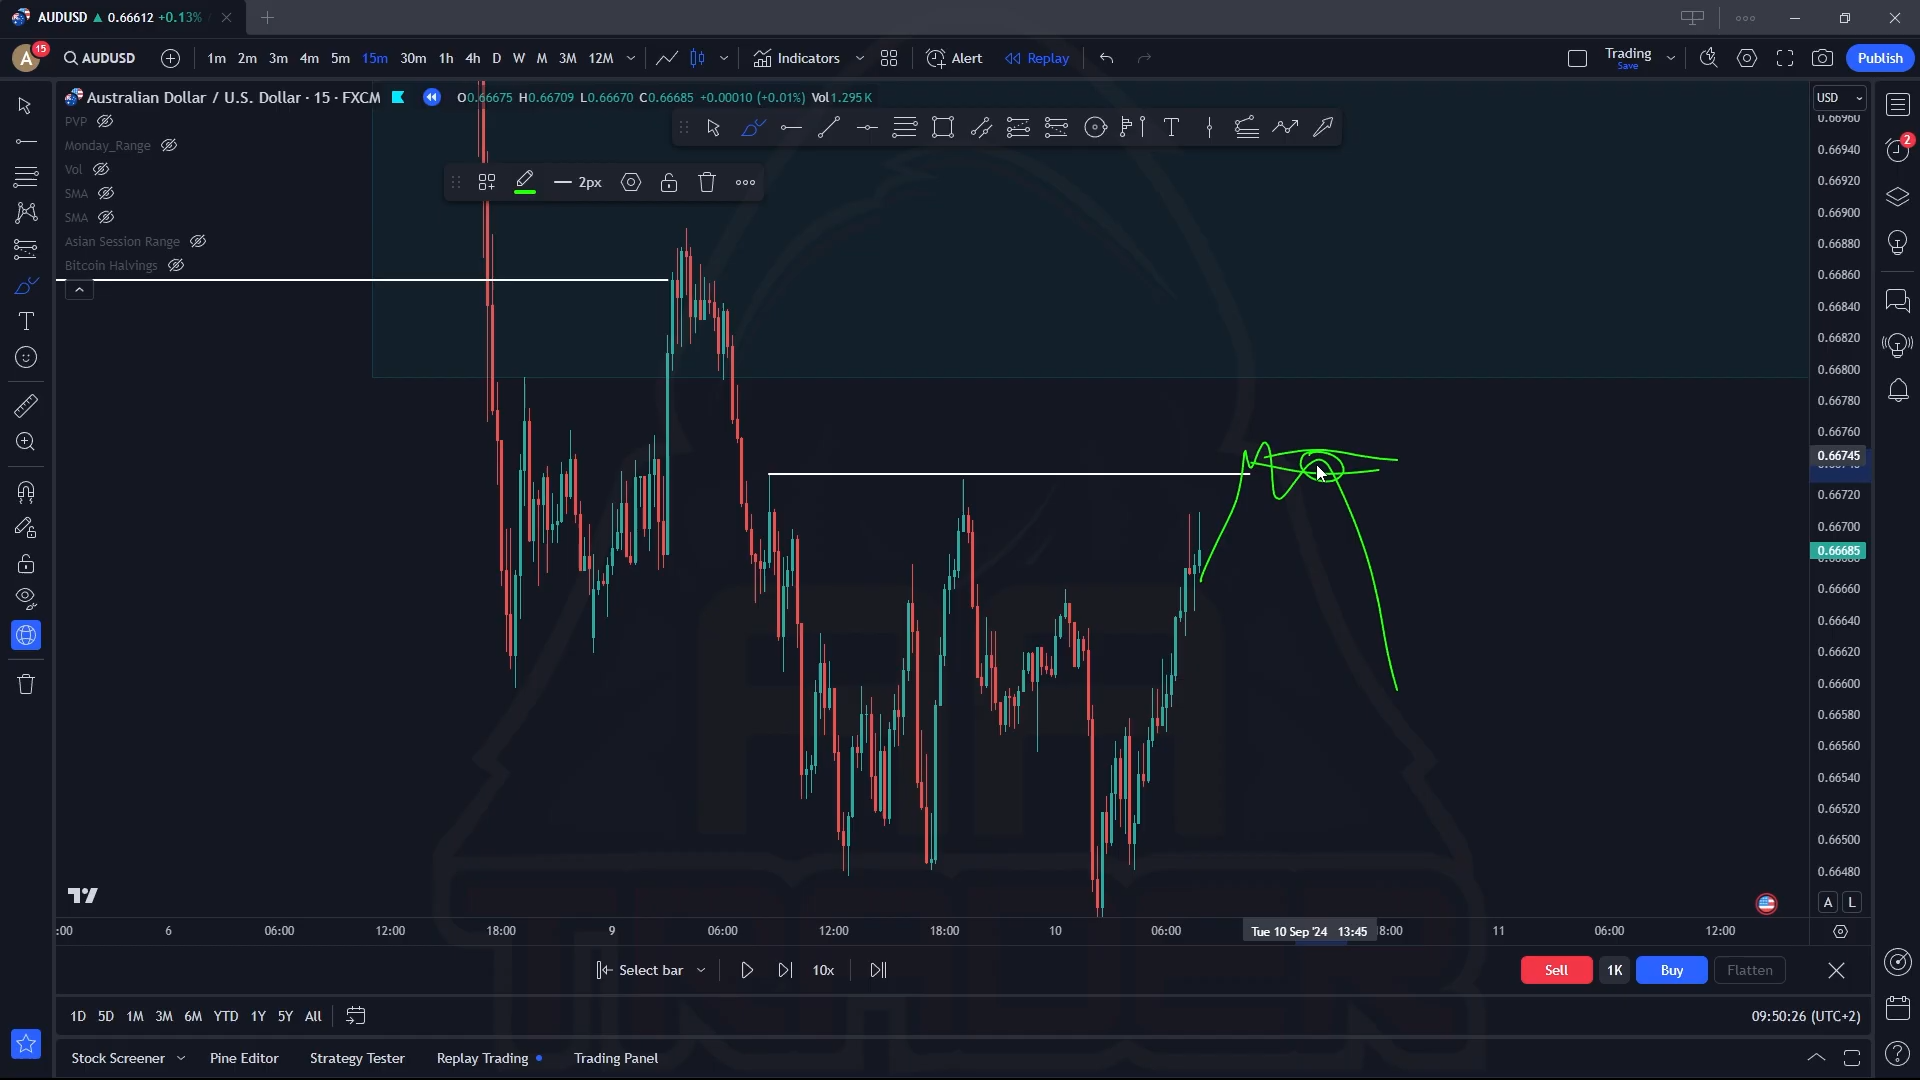 AUDUSD ▲ 0.66612 +0.13%
A 15 AUDUSD 1m 2m 3m 4m 5m 15m 30m 1h 4h D W M 3M 12M Indicators Alert Replay Trading Save Publish
Australian Dollar / U.S. Dollar · 15 · FXCM O0.66675 H0.66709 L0.66670 C0.66685 +0.00010 (+0.01%) Vol1.295 K
USD
PVP
Monday_Range
Vol
SMA
SMA
Asian Session Range
Bitcoin Halvings
2px
2
0.66960
0.66940
0.66920
0.66900
0.66880
0.66860
0.66840
0.66820
0.66800
0.66780
0.66760
0.66745
0.66720
0.66700
0.66685
0.66660
0.66640
0.66620
0.66600
0.66580
0.66560
0.66540
0.66520
0.66500
0.66480
A L
:00 6 06:00 12:00 18:00 9 06:00 12:00 18:00 10 06:00 Tue 10 Sep '24 13:45 8:00 11 06:00 12:00
Select bar 10x Sell 1K Buy Flatten
1D 5D 1M 3M 6M YTD 1Y 5Y All 09:50:26 (UTC+2)
Stock Screener Pine Editor Strategy Tester Replay Trading Trading Panel